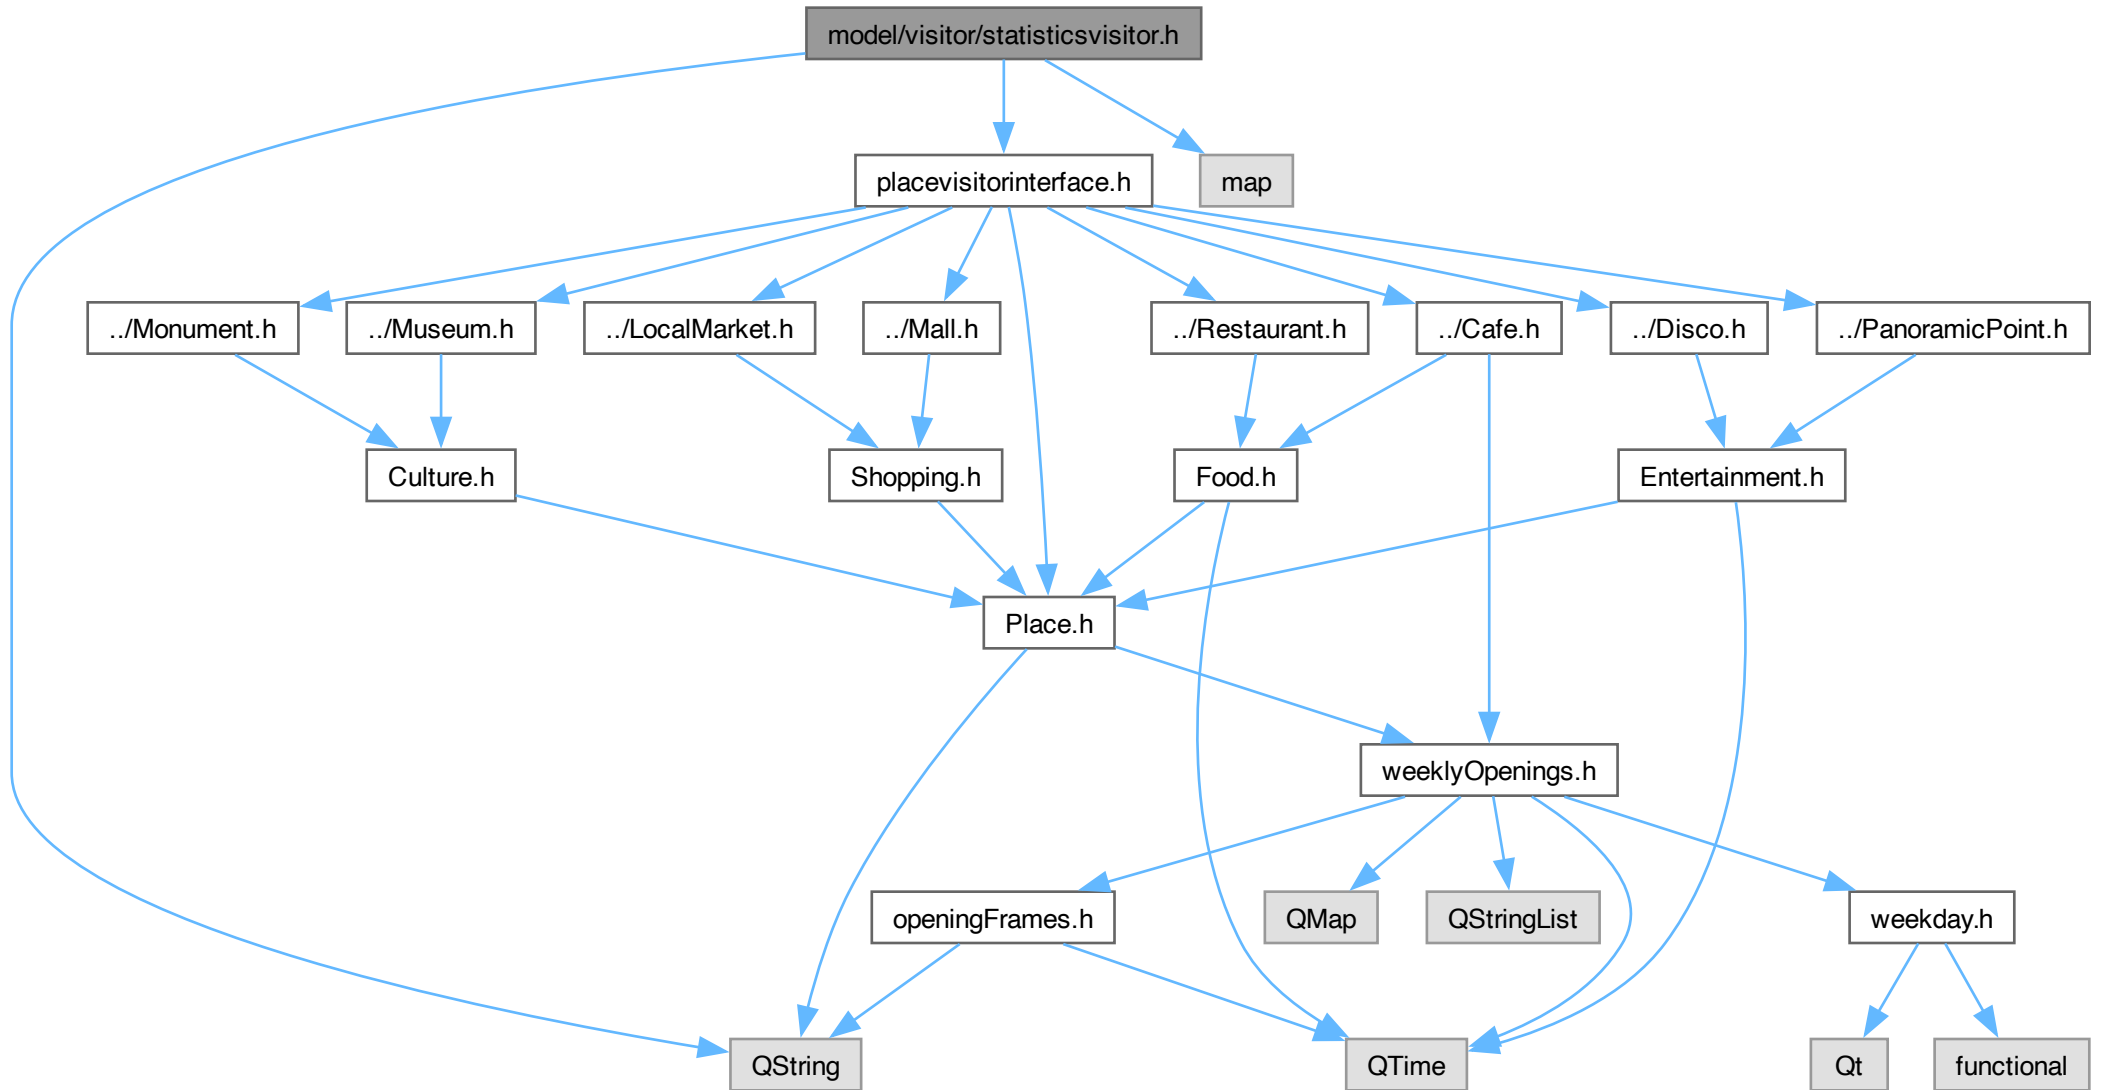 model/visitor/statisticsvisitor.h
placevisitorinterface.h
map
../Monument.h
../Museum.h
../LocalMarket.h
../Mall.h
../Restaurant.h
../Cafe.h
../Disco.h
../PanoramicPoint.h
Culture.h
Shopping.h
Food.h
Entertainment.h
Place.h
weeklyOpenings.h
openingFrames.h
QMap
QStringList
weekday.h
QString
QTime
Qt
functional